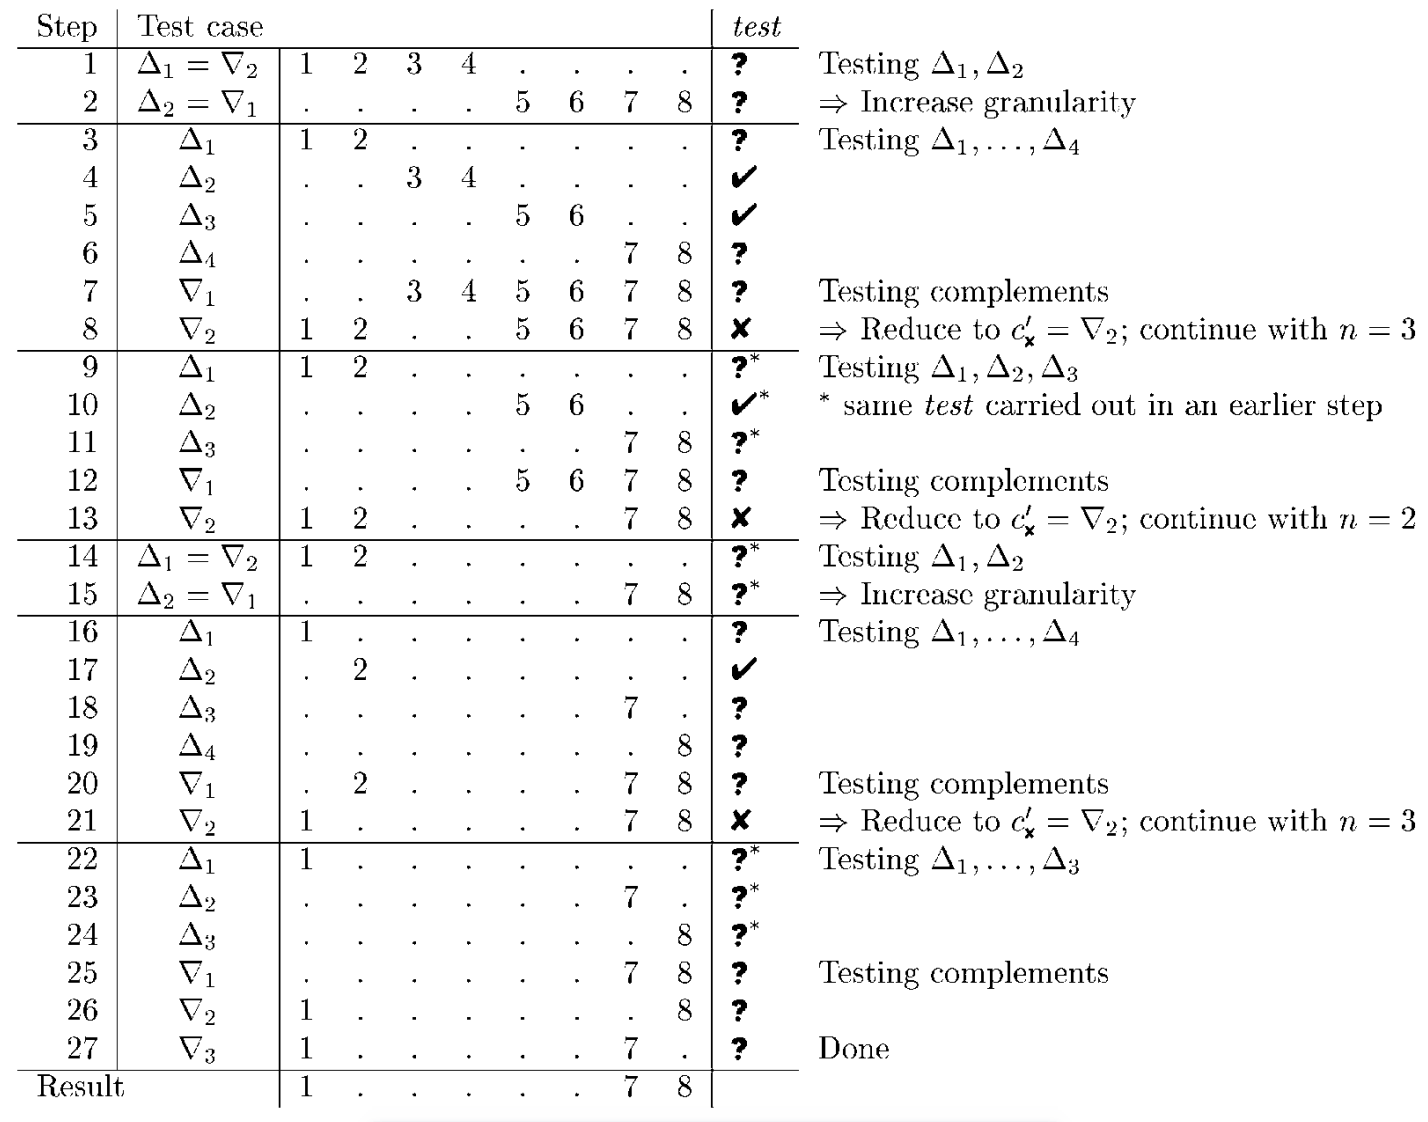 Step Test case test
1 Δ₁ = ∇₂ 1 2 3 4 . . . . ? Testing Δ₁, Δ₂
2 Δ₂ = ∇₁ . . . . 5 6 7 8 ? ⇒ Increase granularity
3 Δ₁ 1 2 . . . . . . ? Testing Δ₁, . . . , Δ₄
4 Δ₂ . . 3 4 . . . . ✔
5 Δ₃ . . . . 5 6 . . ✔
6 Δ₄ . . . . . . 7 8 ?
7 ∇₁ . . 3 4 5 6 7 8 ? Testing complements
8 ∇₂ 1 2 . . 5 6 7 8 ✘ ⇒ Reduce to c′ₓ = ∇₂; continue with n = 3
9 Δ₁ 1 2 . . . . . . ?* Testing Δ₁, Δ₂, Δ₃
10 Δ₂ . . . . 5 6 . . ✔* * same test carried out in an earlier step
11 Δ₃ . . . . . . 7 8 ?*
12 ∇₁ . . . . 5 6 7 8 ? Testing complements
13 ∇₂ 1 2 . . . . 7 8 ✘ ⇒ Reduce to c′ₓ = ∇₂; continue with n = 2
14 Δ₁ = ∇₂ 1 2 . . . . . . ?* Testing Δ₁, Δ₂
15 Δ₂ = ∇₁ . . . . . . 7 8 ?* ⇒ Increase granularity
16 Δ₁ 1 . . . . . . . ? Testing Δ₁, . . . , Δ₄
17 Δ₂ . 2 . . . . . . ✔
18 Δ₃ . . . . . . 7 . ?
19 Δ₄ . . . . . . . 8 ?
20 ∇₁ . 2 . . . . 7 8 ? Testing complements
21 ∇₂ 1 . . . . . 7 8 ✘ ⇒ Reduce to c′ₓ = ∇₂; continue with n = 3
22 Δ₁ 1 . . . . . . . ?* Testing Δ₁, . . . , Δ₃
23 Δ₂ . . . . . . 7 . ?*
24 Δ₃ . . . . . . . 8 ?*
25 ∇₁ . . . . . . 7 8 ? Testing complements
26 ∇₂ 1 . . . . . . 8 ?
27 ∇₃ 1 . . . . . 7 . ? Done
Result 1 . . . . . 7 8